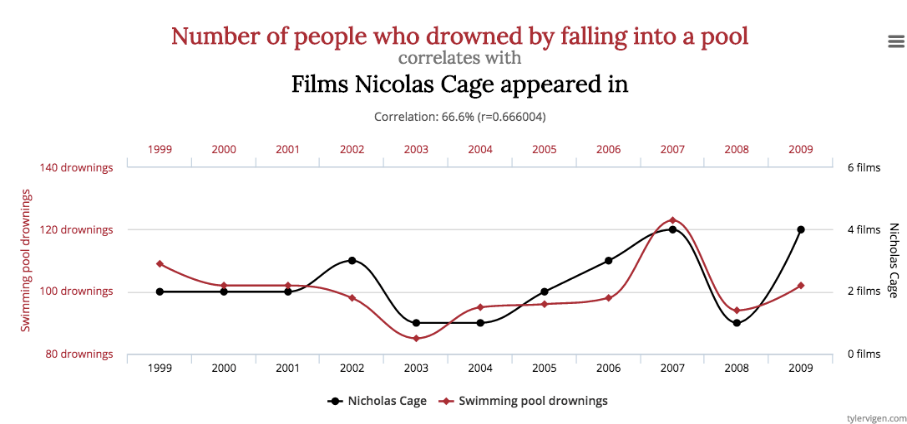 Number of people who drowned by falling into a pool
correlates with
Films Nicolas Cage appeared in
Correlation: 66.6% (r=0.666004)
1999 2000 2001 2002 2003 2004 2005 2006 2007 2008 2009
140 drownings 6 films
120 drownings 4 films
100 drownings 2 films
80 drownings 0 films
Swimming pool drownings
Nicholas Cage
1999 2000 2001 2002 2003 2004 2005 2006 2007 2008 2009
Nicholas Cage Swimming pool drownings
tylervigen.com